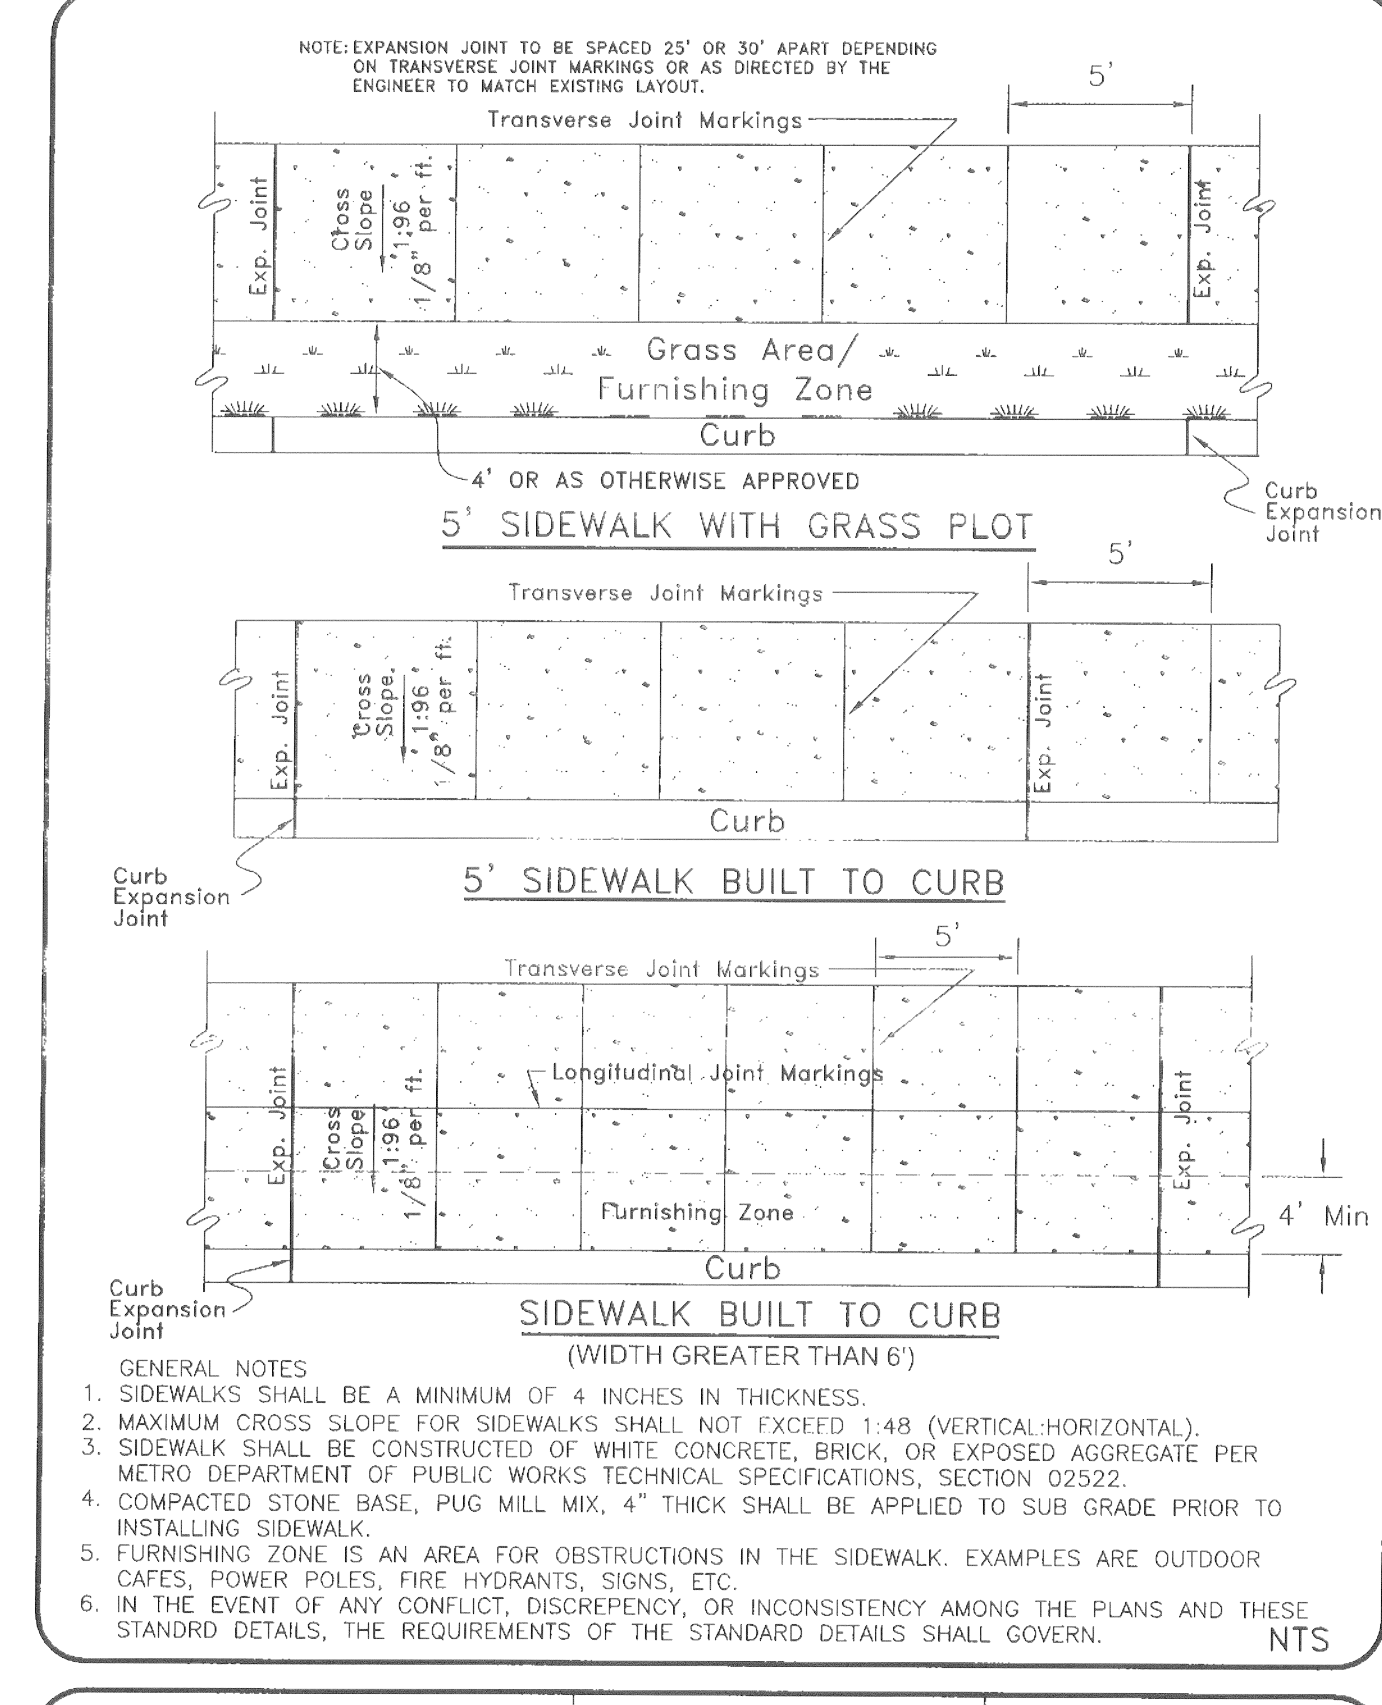 NOTE: EXPANSION JOINT TO BE SPACED 25' OR 30' APART DEPENDING
ON TRANSVERSE JOINT MARKINGS OR AS DIRECTED BY THE
ENGINEER TO MATCH EXISTING LAYOUT.
5'
Transverse Joint Markings
Exp. Joint
Cross
Slope
1:96
1/8" per ft.
Exp. Joint
Grass Area/
Furnishing Zone
Curb
4' OR AS OTHERWISE APPROVED
Curb
Expansion
Joint
5' SIDEWALK WITH GRASS PLOT
5'
Transverse Joint Markings
Exp. Joint
Cross
Slope
1:96
1/8" per ft.
Exp. Joint
Curb
Curb
Expansion
Joint
5' SIDEWALK BUILT TO CURB
5'
Transverse Joint Markings
Longitudinal Joint Markings
Exp. Joint
Cross
Slope
1:96
1/8" per ft.
Exp. Joint
Furnishing Zone
4' Min
Curb
Curb
Expansion
Joint
SIDEWALK BUILT TO CURB
(WIDTH GREATER THAN 6')
GENERAL NOTES
1. SIDEWALKS SHALL BE A MINIMUM OF 4 INCHES IN THICKNESS.
2. MAXIMUM CROSS SLOPE FOR SIDEWALKS SHALL NOT EXCEED 1:48 (VERTICAL:HORIZONTAL).
3. SIDEWALK SHALL BE CONSTRUCTED OF WHITE CONCRETE, BRICK, OR EXPOSED AGGREGATE PER
METRO DEPARTMENT OF PUBLIC WORKS TECHNICAL SPECIFICATIONS, SECTION 02522.
4. COMPACTED STONE BASE, PUG MILL MIX, 4" THICK SHALL BE APPLIED TO SUB GRADE PRIOR TO
INSTALLING SIDEWALK.
5. FURNISHING ZONE IS AN AREA FOR OBSTRUCTIONS IN THE SIDEWALK. EXAMPLES ARE OUTDOOR
CAFES, POWER POLES, FIRE HYDRANTS, SIGNS, ETC.
6. IN THE EVENT OF ANY CONFLICT, DISCREPENCY, OR INCONSISTENCY AMONG THE PLANS AND THESE
STANDRD DETAILS, THE REQUIREMENTS OF THE STANDARD DETAILS SHALL GOVERN.
NTS